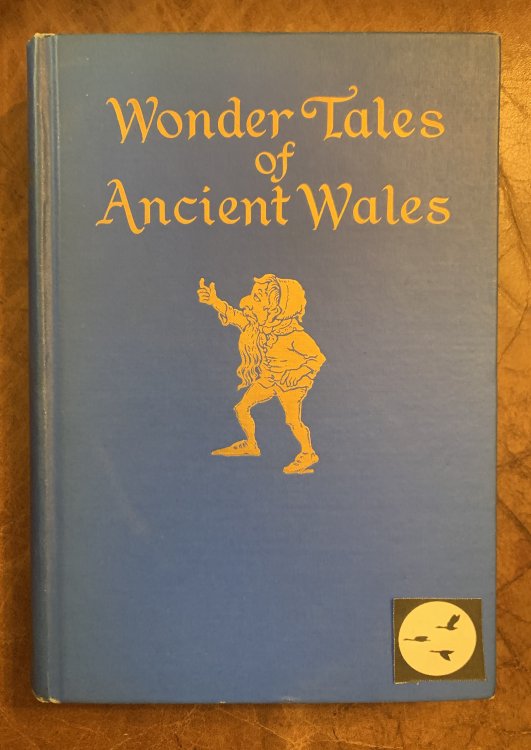 Wonder Tales
of
Ancient Wales